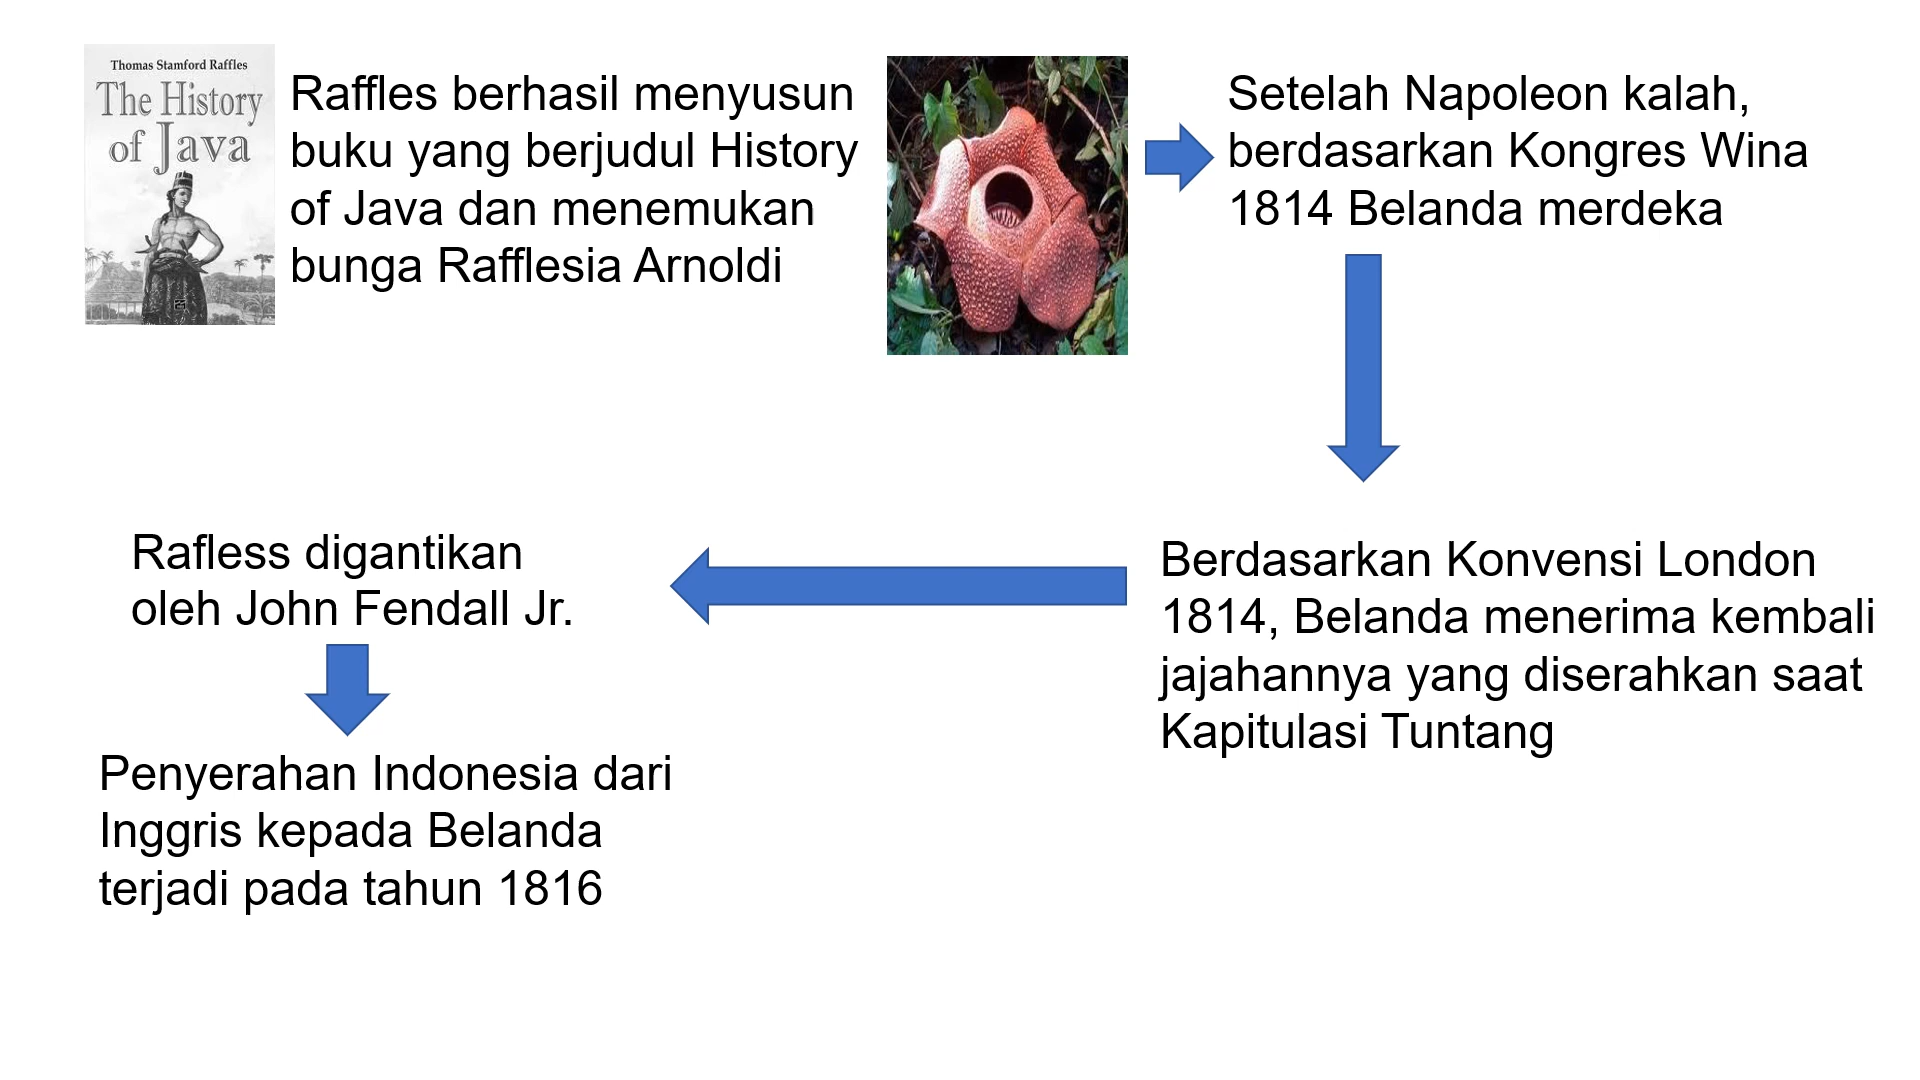 Thomas Stamford Raffles
The History
of Java
Raffles berhasil menyusun
buku yang berjudul History
of Java dan menemukan
bunga Rafflesia Arnoldi
Setelah Napoleon kalah,
berdasarkan Kongres Wina
1814 Belanda merdeka
Berdasarkan Konvensi London
1814, Belanda menerima kembali
jajahannya yang diserahkan saat
Kapitulasi Tuntang
Rafless digantikan
oleh John Fendall Jr.
Penyerahan Indonesia dari
Inggris kepada Belanda
terjadi pada tahun 1816